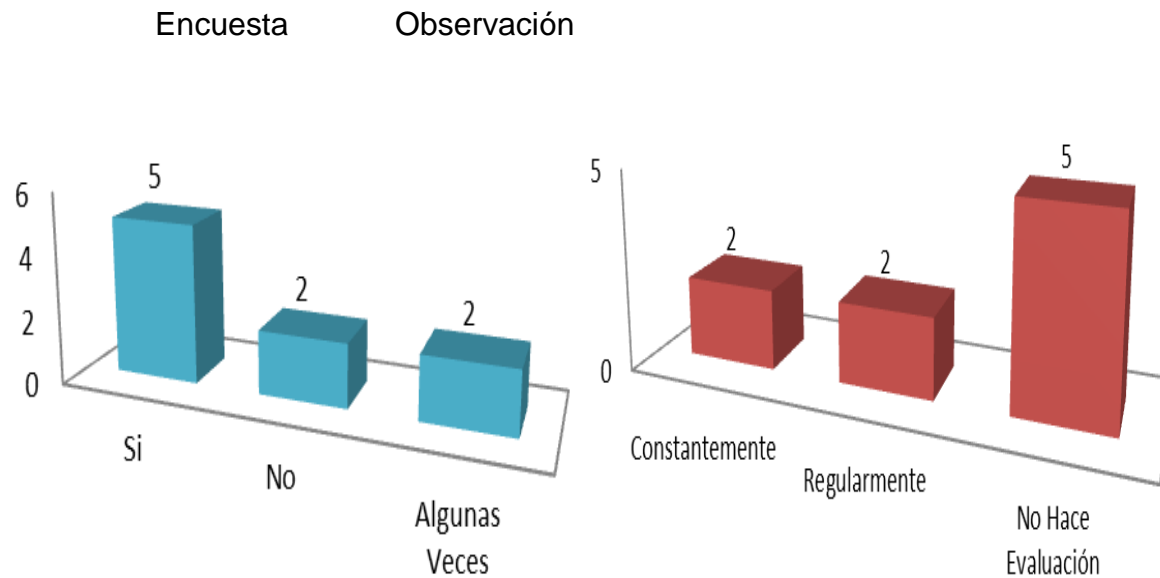 Encuesta Observación
6
4
2
0
5
2
2
Si
No
Algunas
Veces
5
0
2
2
5
Constantemente
Regularmente
No Hace
Evaluación